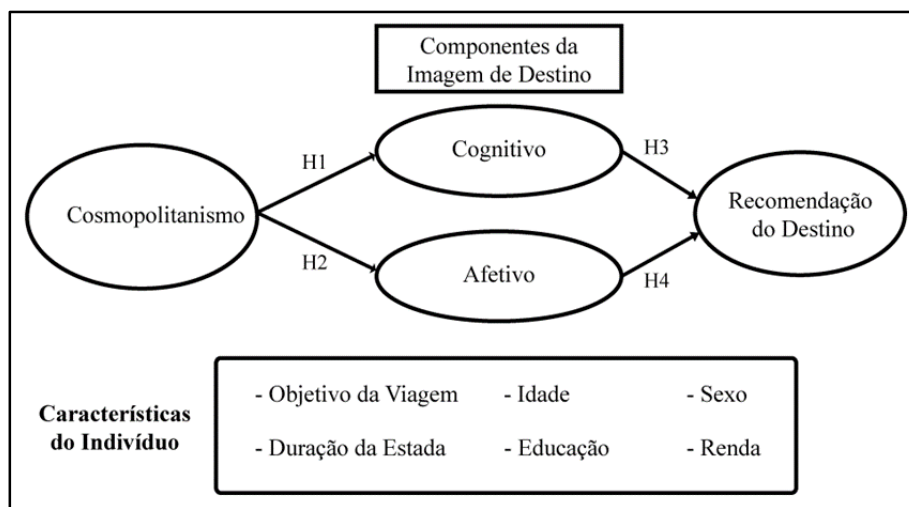 Componentes da
Imagem de Destino
Cognitivo
H1
H3
Cosmopolitanismo
Recomendação
do Destino
H2
Afetivo
H4
Características
do Indivíduo
- Objetivo da Viagem - Idade - Sexo
- Duração da Estada - Educação - Renda